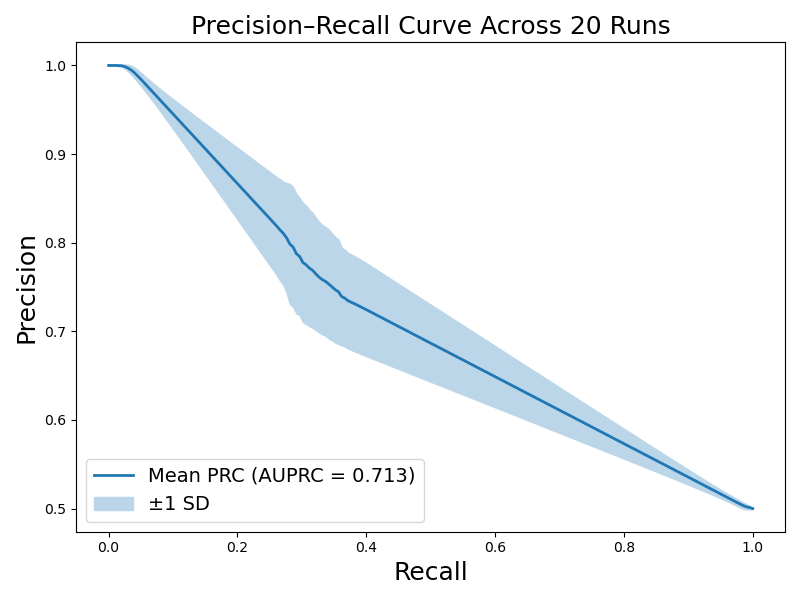 Precision–Recall Curve Across 20 Runs
1.0
0.9
0.8
0.7
0.6
0.5
Precision
Mean PRC (AUPRC = 0.713)
±1 SD
0.0 0.2 0.4 0.6 0.8 1.0
Recall